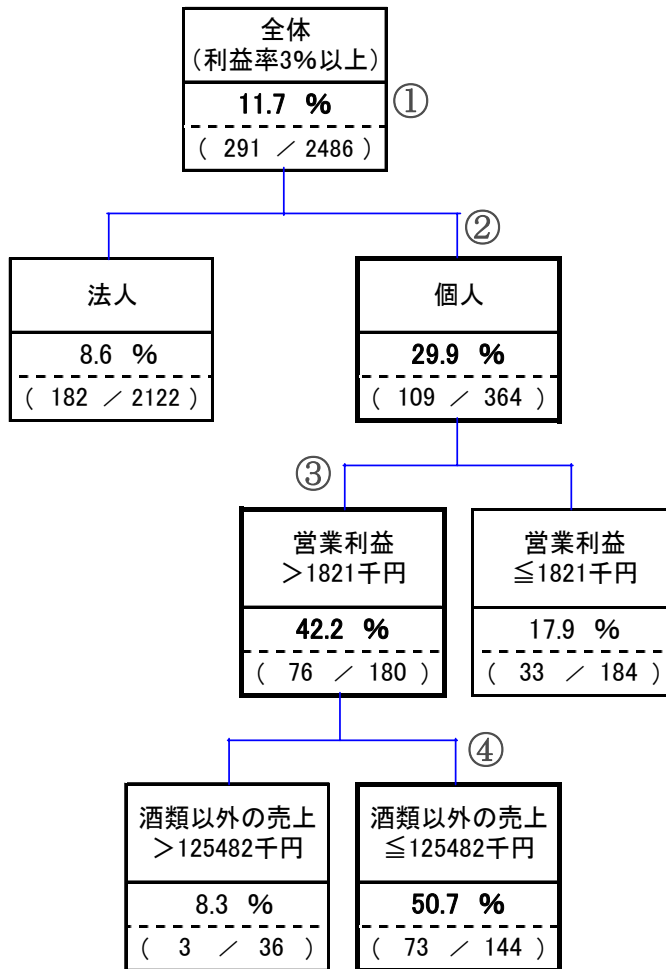 全体
（利益率3%以上）
11.7 %
①
( 291 ／ 2486 )
②
法人
個人
8.6 %
29.9 %
( 182 ／ 2122 )
( 109 ／ 364 )
③
営業利益
＞1821千円
営業利益
≦1821千円
42.2 %
17.9 %
( 76 ／ 180 )
( 33 ／ 184 )
④
酒類以外の売上
＞125482千円
酒類以外の売上
≦125482千円
8.3 %
50.7 %
( 3 ／ 36 )
( 73 ／ 144 )